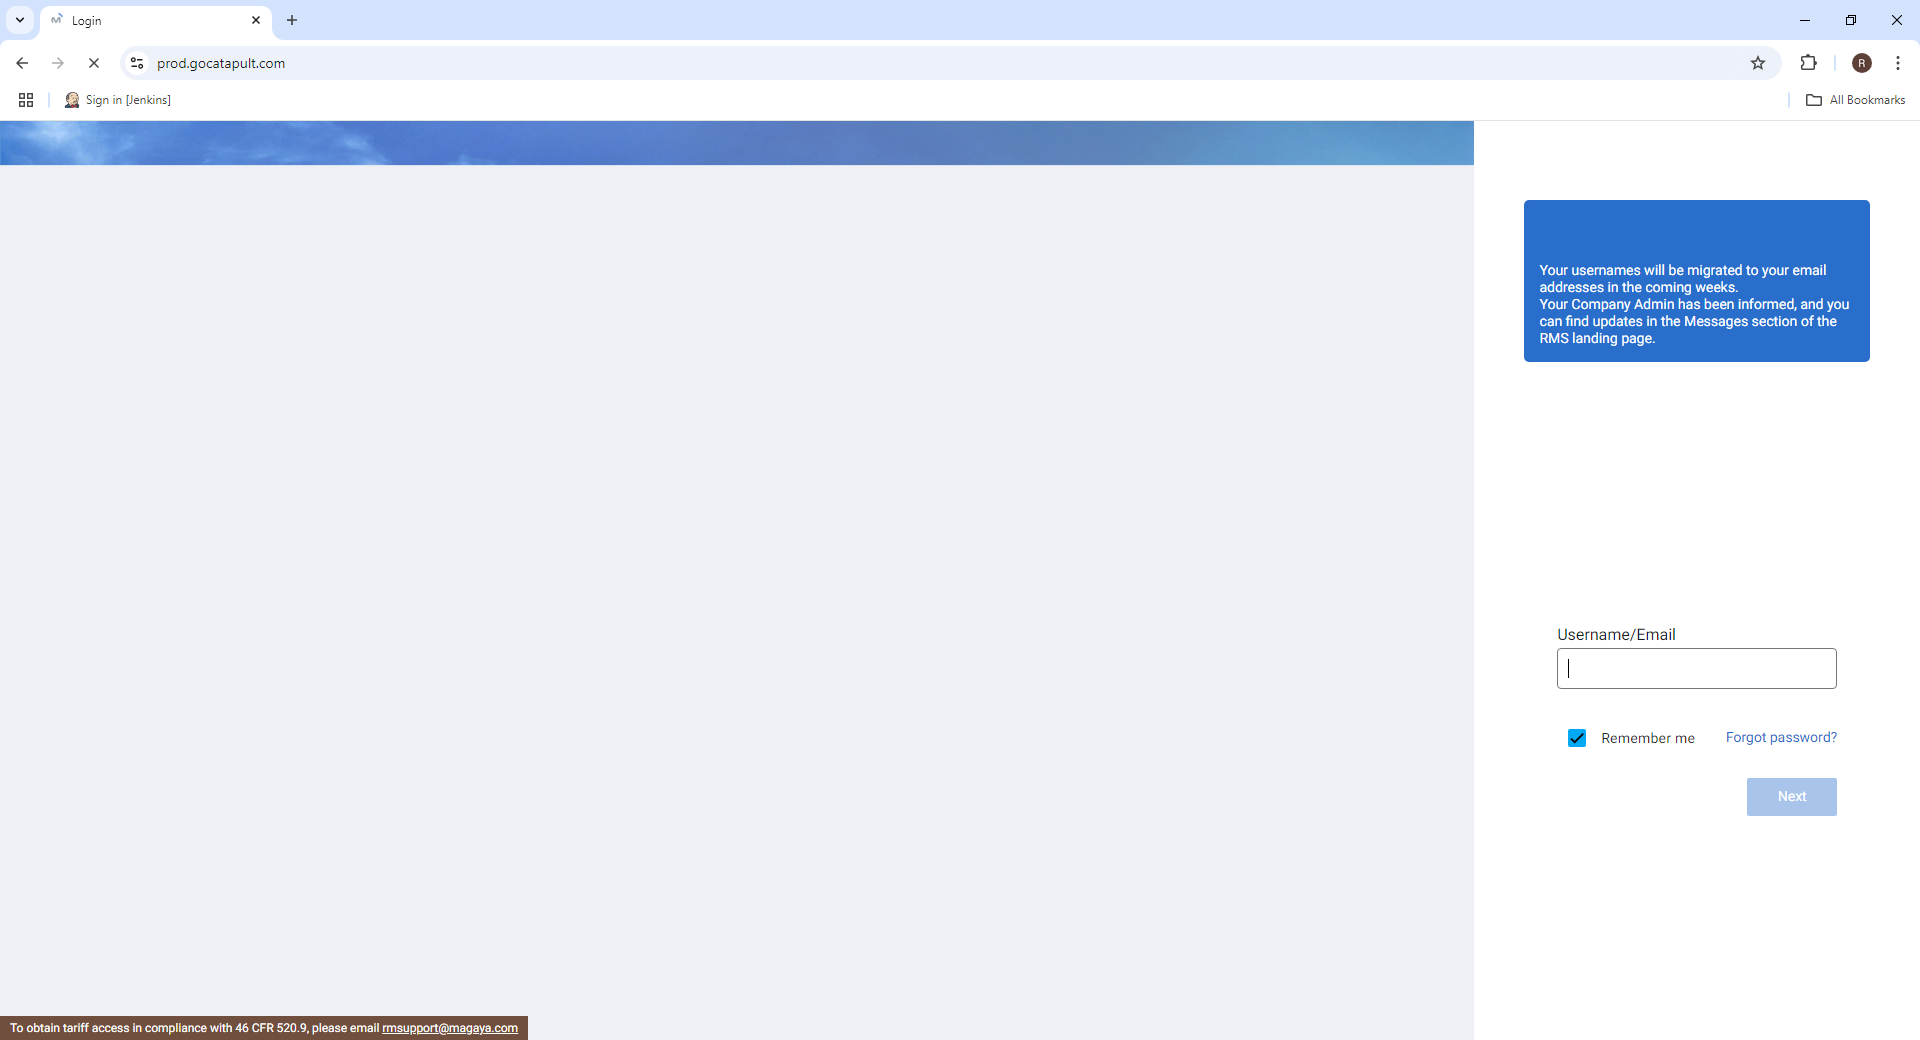 Login
prod.gocatapult.com
R
Sign in [Jenkins]
All Bookmarks
Your usernames will be migrated to your email
addresses in the coming weeks.
Your Company Admin has been informed, and you
can find updates in the Messages section of the
RMS landing page.
Username/Email
Remember me
Forgot password?
Next
To obtain tariff access in compliance with 46 CFR 520.9, please email rmsupport@magaya.com